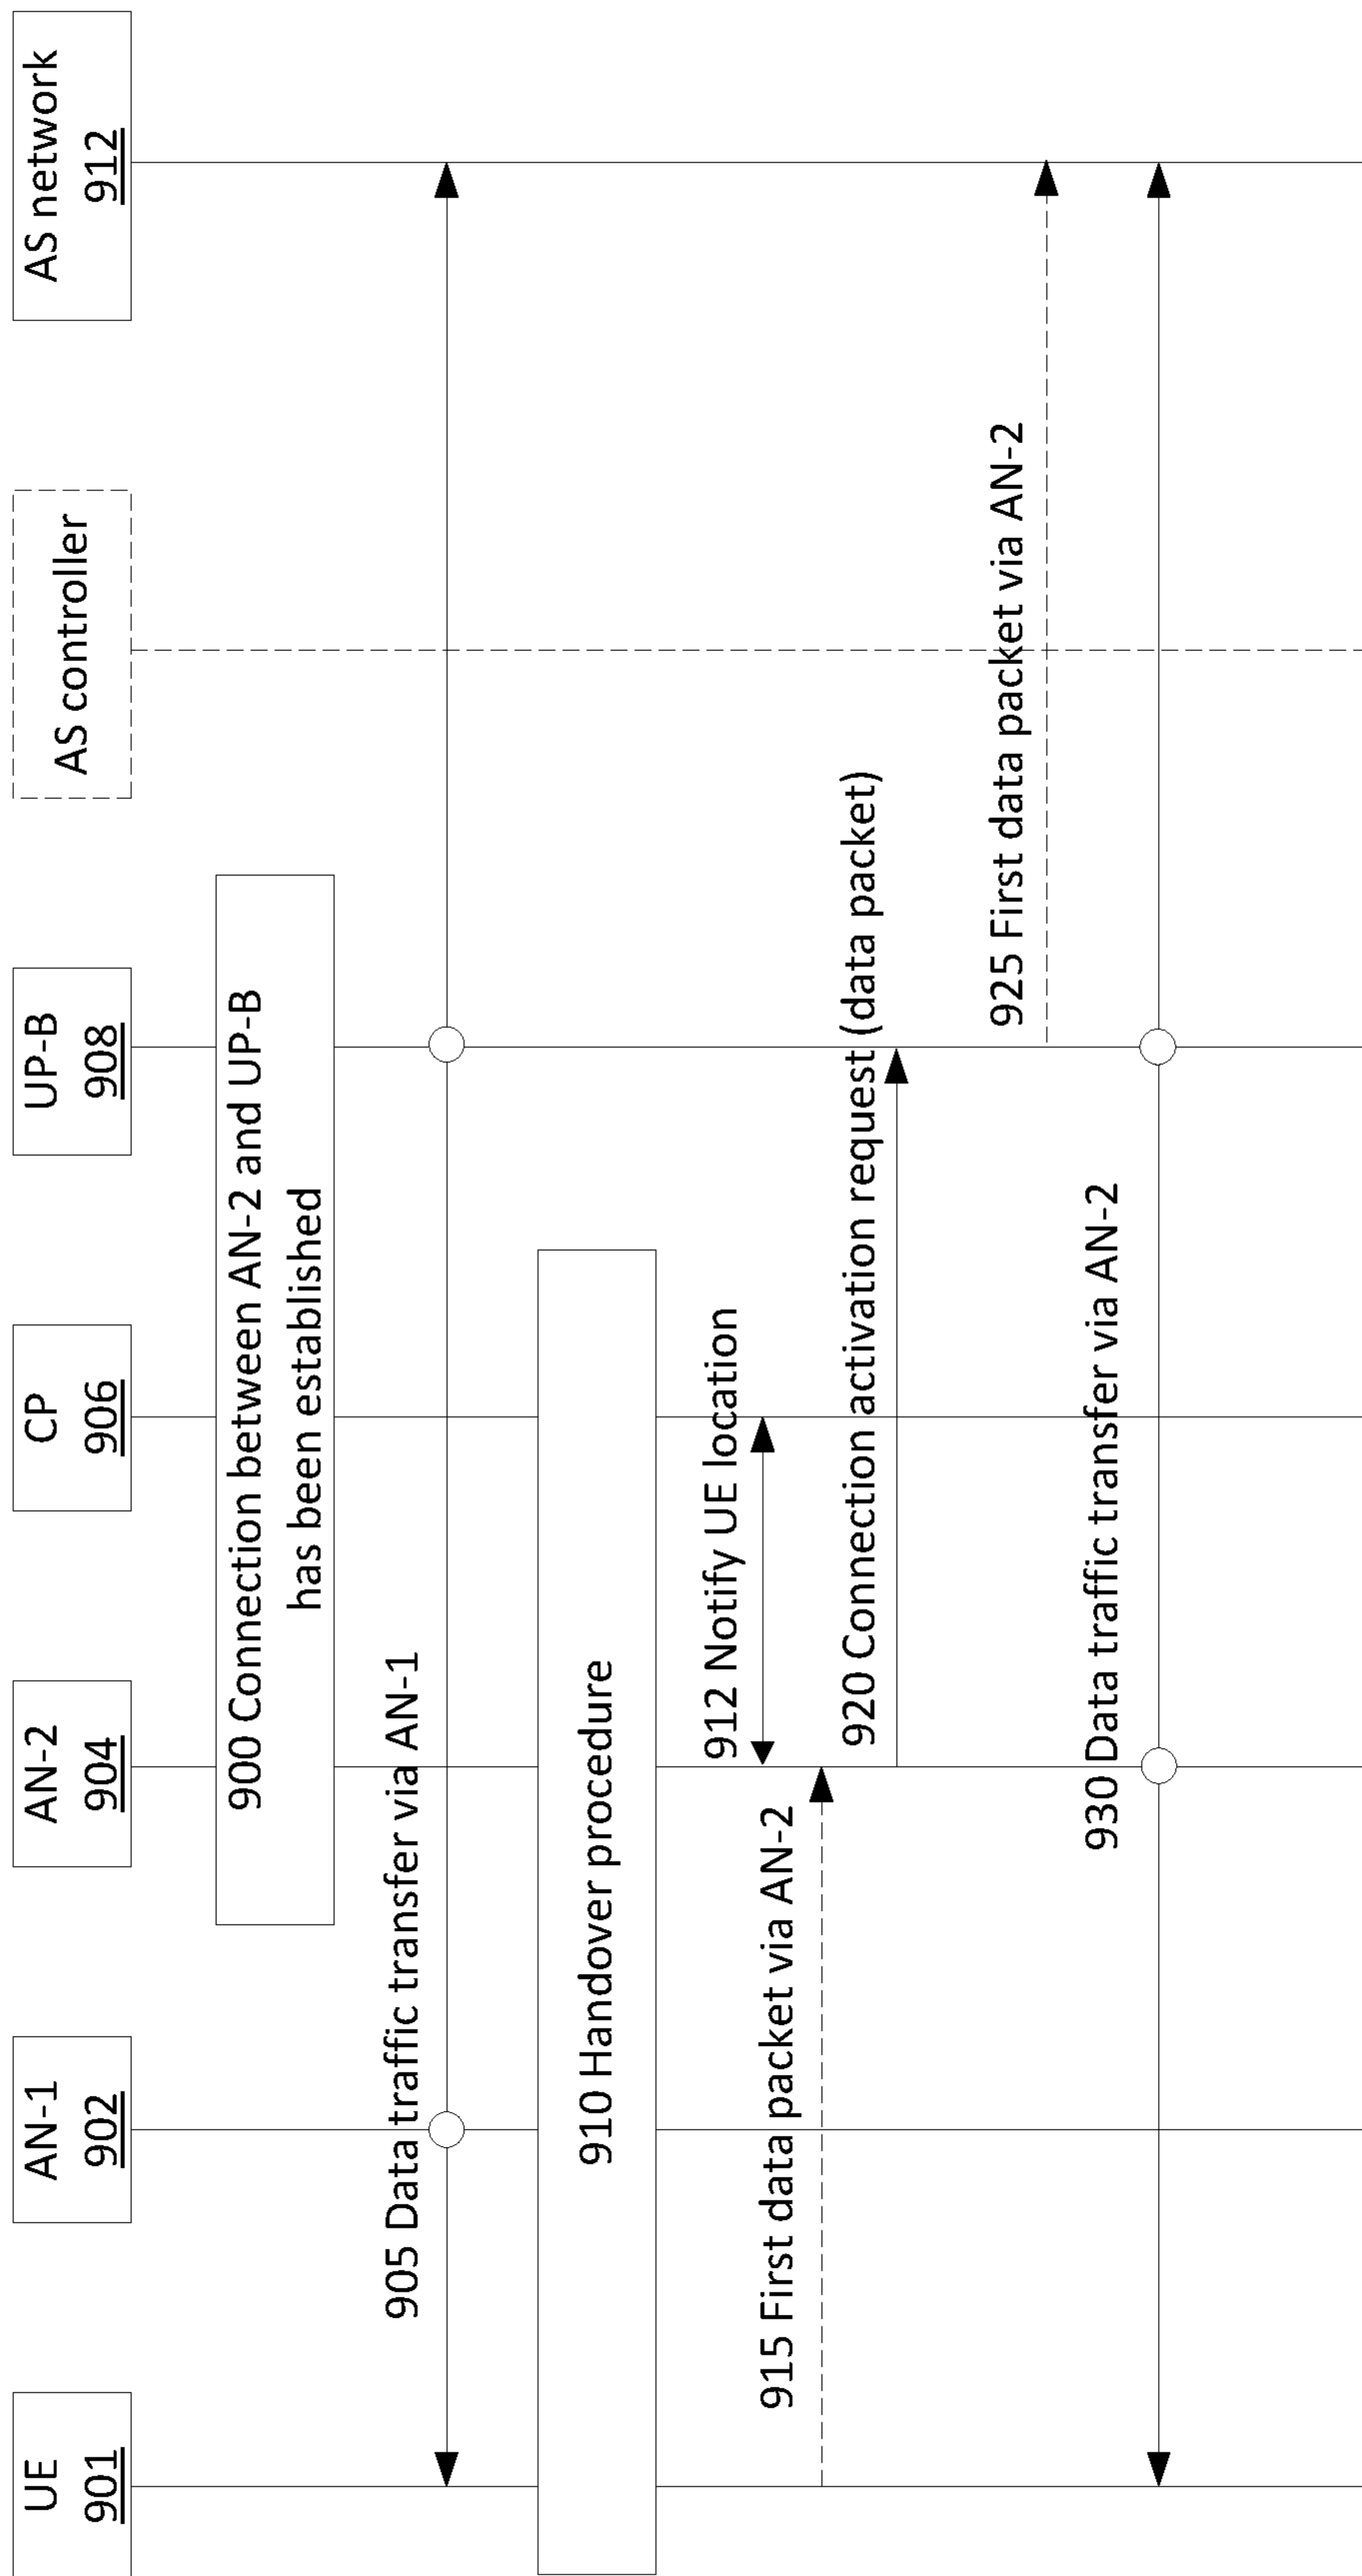 UE
901
AN-1
902
AN-2
904
CP
906
UP-B
908
AS controller
AS network
912
900 Connection between AN-2 and UP-B
has been established
905 Data traffic transfer via AN-1
910 Handover procedure
912 Notify UE location
915 First data packet via AN-2
920 Connection activation request (data packet)
925 First data packet via AN-2
930 Data traffic transfer via AN-2